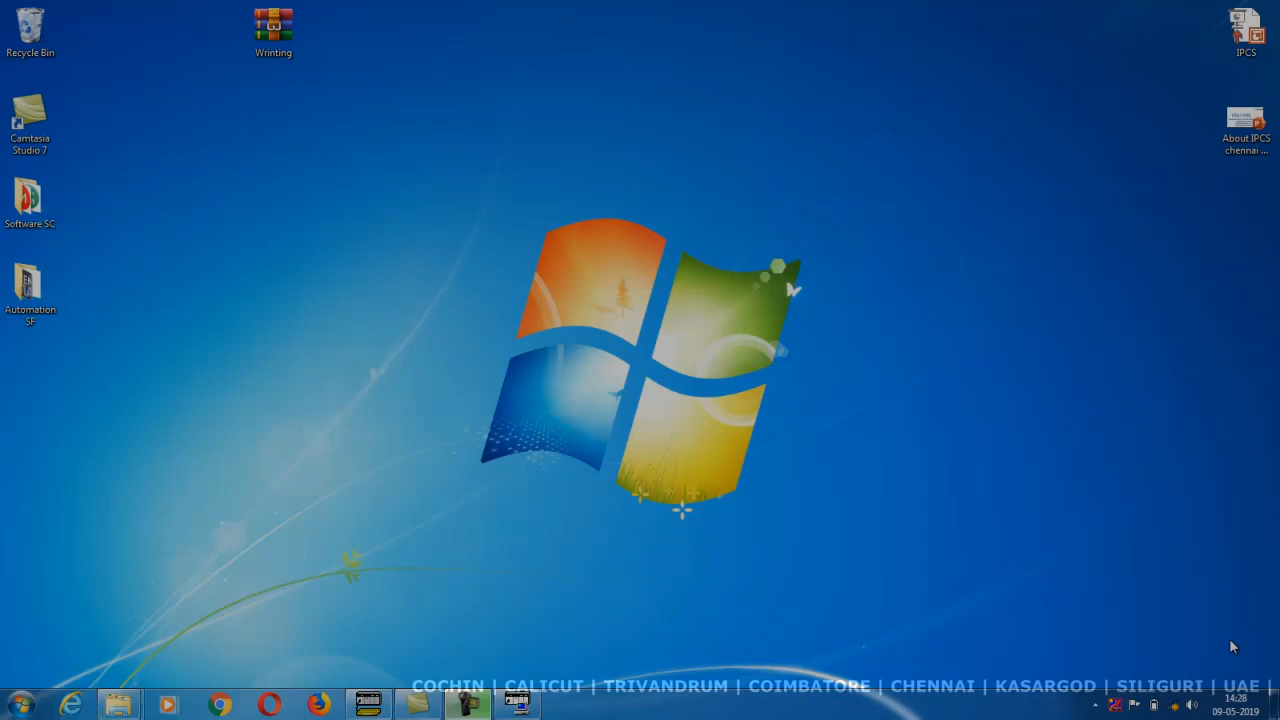 Recycle Bin
Wrinting
IPCS
Camtasia
Studio 7
About IPCS
chennai ...
Software SC
Automation
SF
COCHIN | CALICUT | TRIVANDRUM | COIMBATORE | CHENNAI | KASARGOD | SILIGURI | UAE |
14:28
09-05-2019